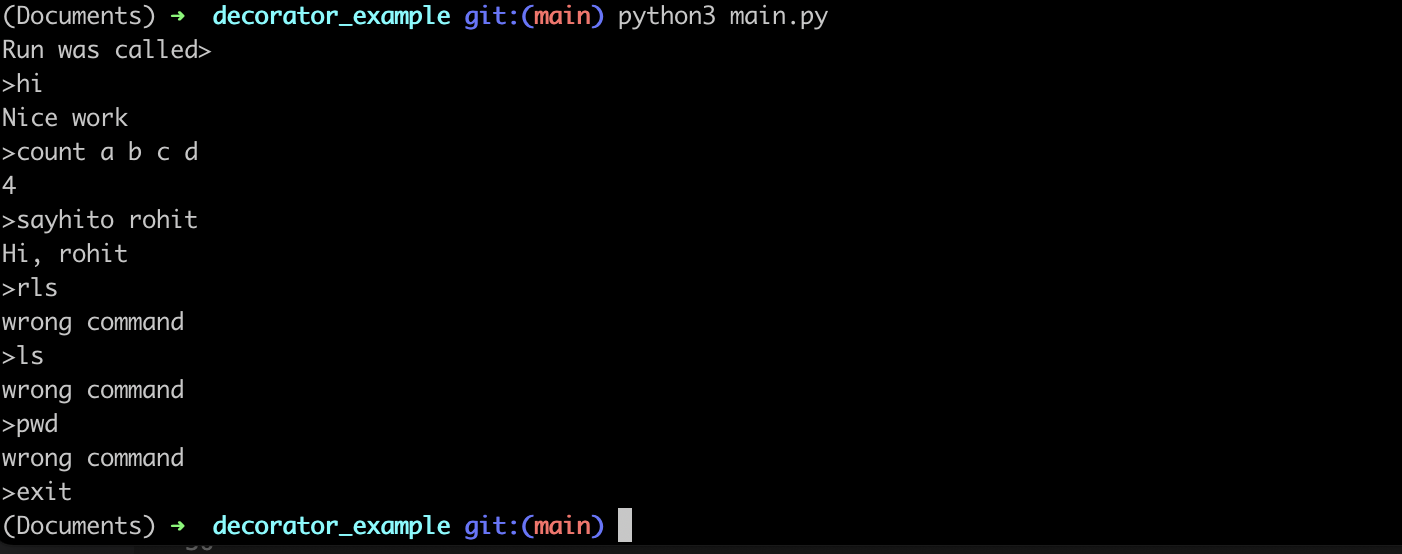 (Documents) ➜  decorator_example git:(main) python3 main.py
Run was called>
>hi
Nice work
>count a b c d
4
>sayhito rohit
Hi, rohit
>rls
wrong command
>ls
wrong command
>pwd
wrong command
>exit
(Documents) ➜  decorator_example git:(main)